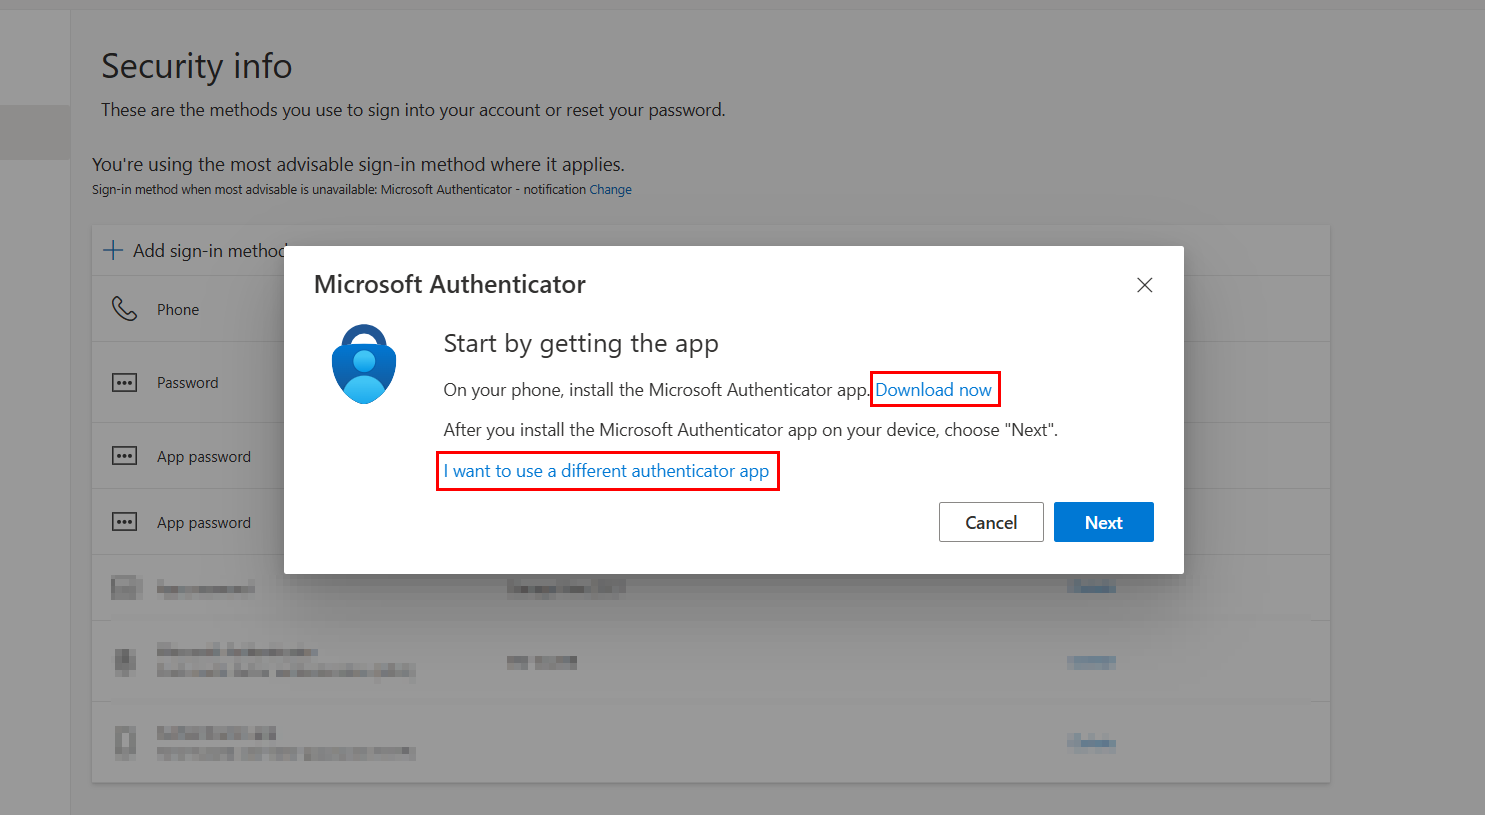 Security info
These are the methods you use to sign into your account or reset your password.
You're using the most advisable sign-in method where it applies.
Sign-in method when most advisable is unavailable: Microsoft Authenticator - notification Change
Add sign-in method
Phone
Password
App password
App password
Microsoft Authenticator
Start by getting the app
On your phone, install the Microsoft Authenticator app. Download now
After you install the Microsoft Authenticator app on your device, choose "Next".
I want to use a different authenticator app
Cancel
Next